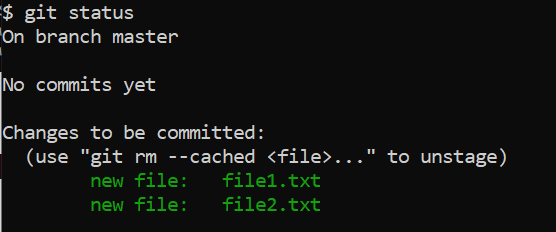 $ git status
On branch master
No commits yet
Changes to be committed:
(use "git rm --cached <file>..." to unstage)
new file: file1.txt
new file: file2.txt